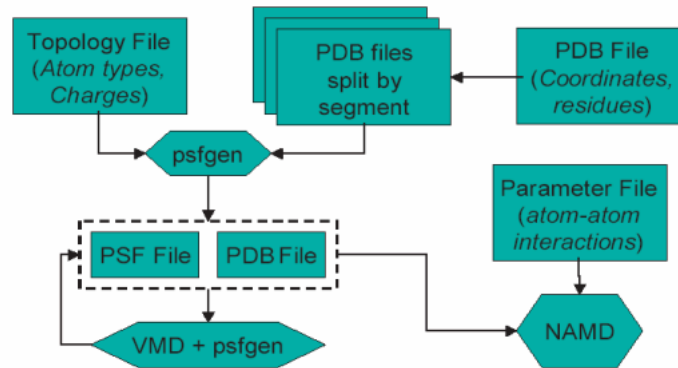 Topology File
(Atom types,
Charges)
PDB files
split by
segment
PDB File
(Coordinates,
residues)
psfgen
Parameter File
(atom-atom
interactions)
PSF File
PDB File
VMD + psfgen
NAMD